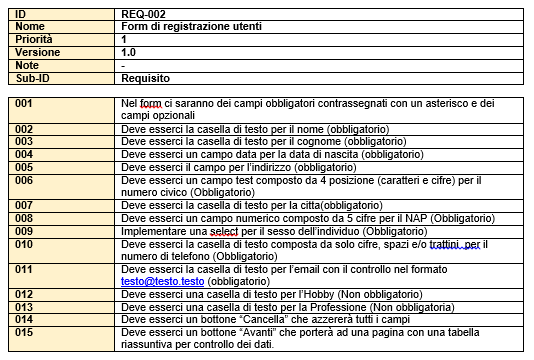 ID REQ-002
Nome Form di registrazione utenti
Priorità 1
Versione 1.0
Note -
Sub-ID Requisito
001 Nel form ci saranno dei campi obbligatori contrassegnati con un asterisco e dei
campi opzionali
002 Deve esserci la casella di testo per il nome (obbligatorio)
003 Deve esserci la casella di testo per il cognome (obbligatorio)
004 Deve esserci un campo data per la data di nascita (obbligatorio)
005 Deve esserci il campo per l'indirizzo (obbligatorio)
006 Deve esserci un campo test composto da 4 posizione (caratteri e cifre) per il
numero civico (Obbligatorio)
007 Deve esserci la casella di testo per la citta(obbligatorio)
008 Deve esserci un campo numerico composto da 5 cifre per il NAP (Obbligatorio)
009 Implementare una select per il sesso dell'individuo (Obbligatorio)
010 Deve esserci la casella di testo composta da solo cifre, spazi e/o trattini per il
numero di telefono (Obbligatorio)
011 Deve esserci la casella di testo per l'email con il controllo nel formato
testo@testo.testo (obbligatorio)
012 Deve esserci una casella di testo per l'Hobby (Non obbligatorio)
013 Deve esserci una casella di testo per la Professione (Non obbligatoria)
014 Deve esserci un bottone "Cancella" che azzererà tutti i campi
015 Deve esserci un bottone "Avanti" che porterà ad una pagina con una tabella
riassuntiva per controllo dei dati.